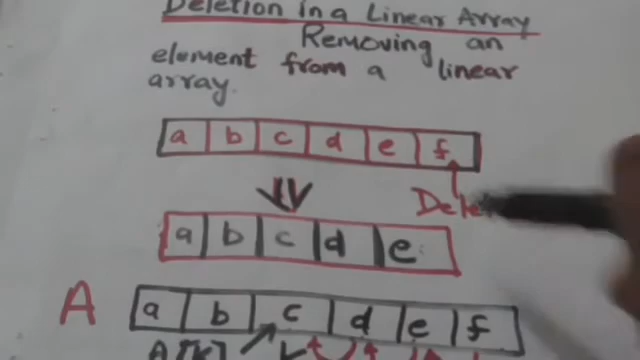 Deletion in a Linear Array
Removing an
element from a linear
array.
a b c d e f
a b c d e
A a b c d e f
A[K]